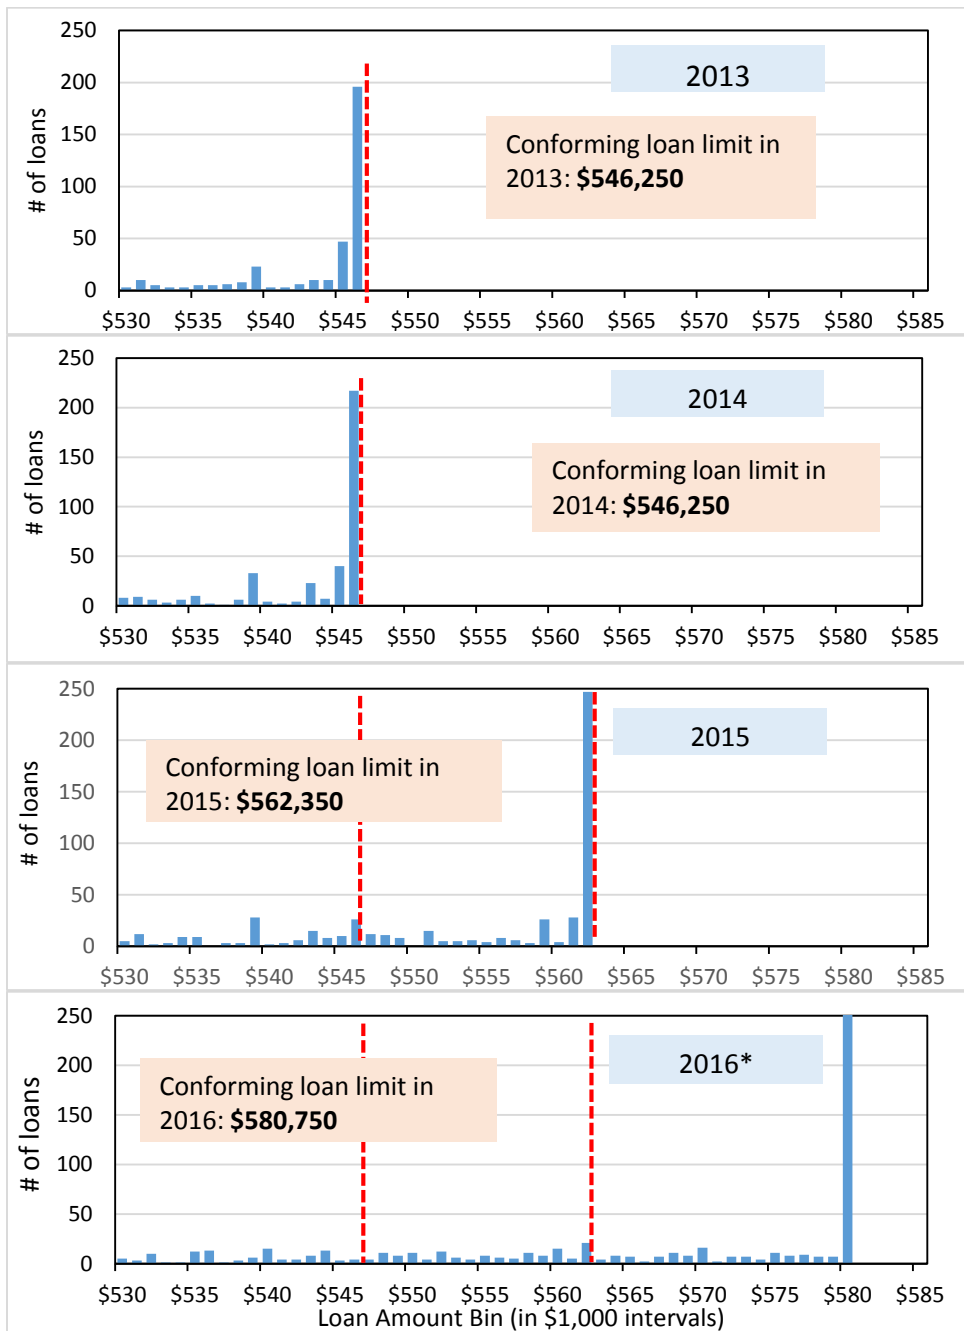 250
200
150
100
50
0
# of loans
2013
Conforming loan limit in
2013: $546,250
$530 $535 $540 $545 $550 $555 $560 $565 $570 $575 $580 $585
250
200
150
100
50
0
# of loans
2014
Conforming loan limit in
2014: $546,250
$530 $535 $540 $545 $550 $555 $560 $565 $570 $575 $580 $585
250
200
150
100
50
0
# of loans
2015
Conforming loan limit in
2015: $562,350
$530 $535 $540 $545 $550 $555 $560 $565 $570 $575 $580 $585
250
200
150
100
50
0
# of loans
2016*
Conforming loan limit in
2016: $580,750
$530 $535 $540 $545 $550 $555 $560 $565 $570 $575 $580 $585
Loan Amount Bin (in $1,000 intervals)